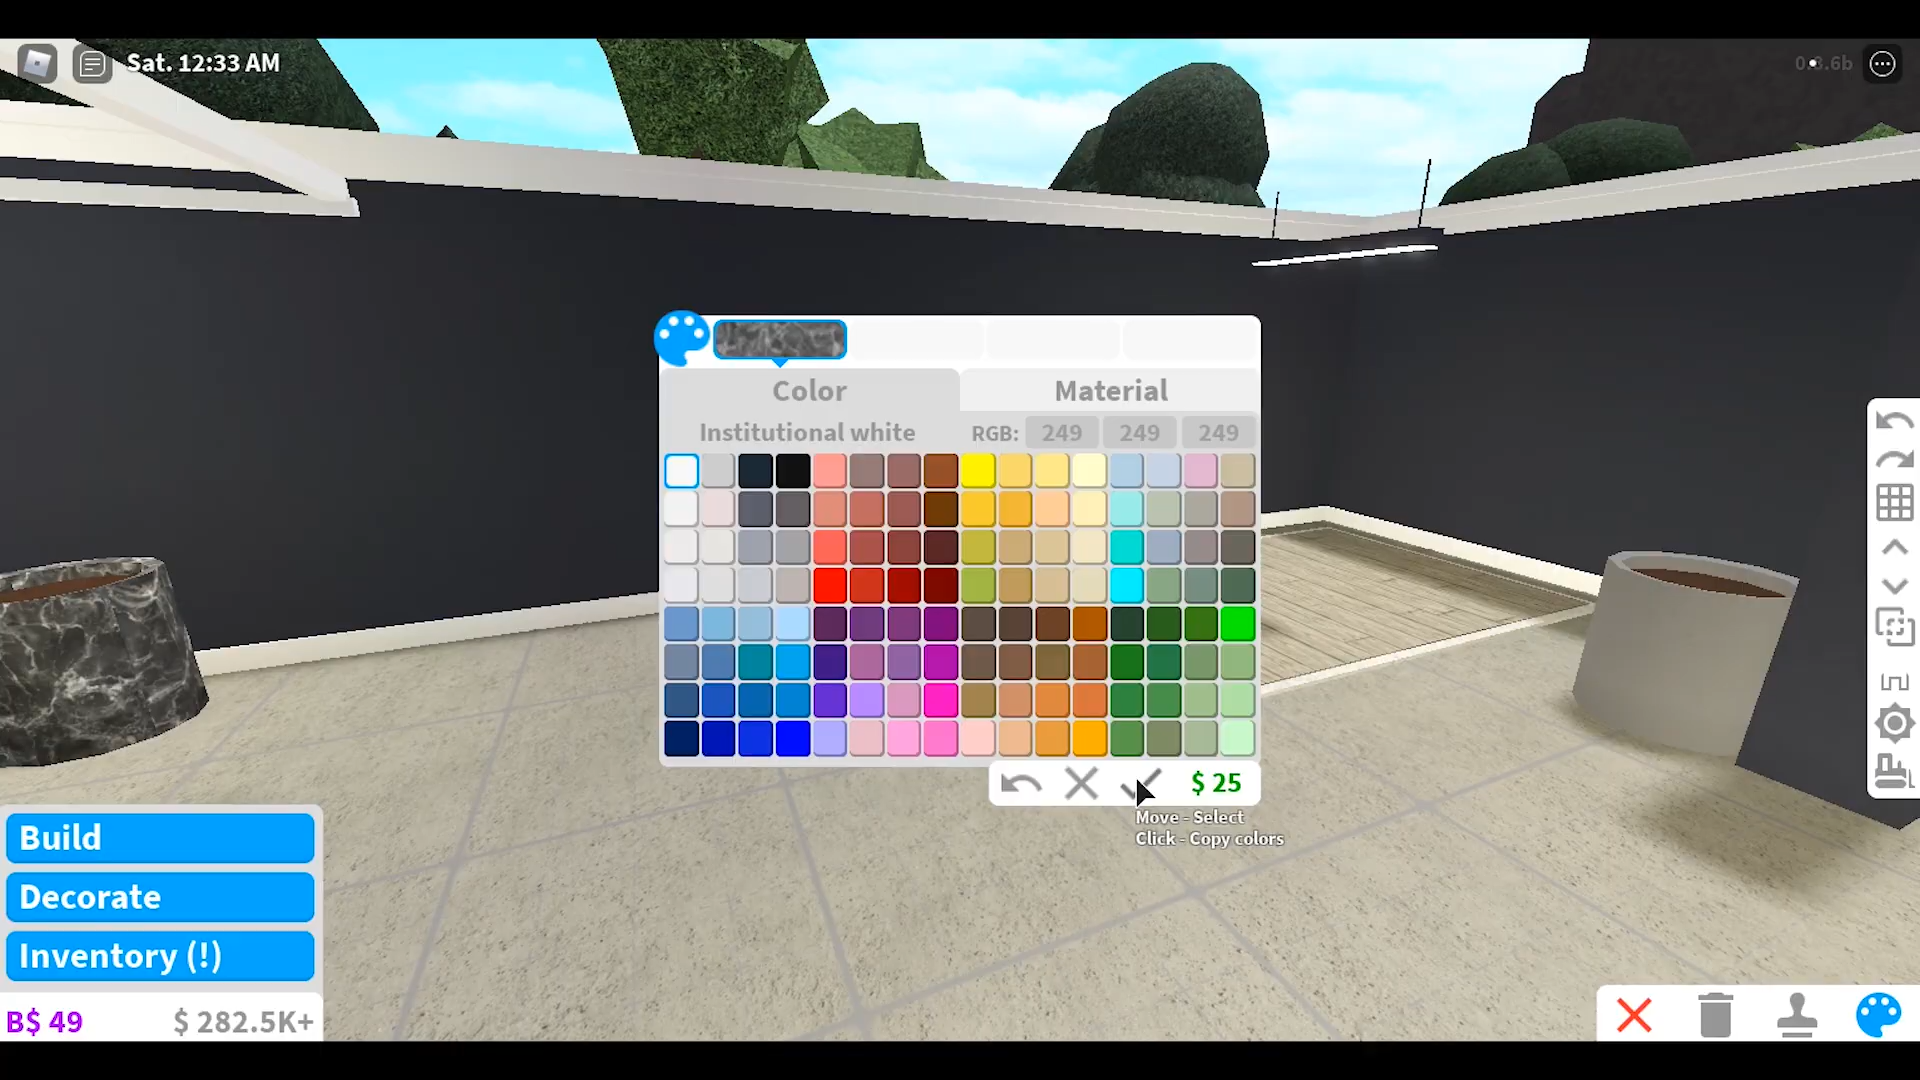 Sat. 12:33 AM
Color
Material
Institutional white
RGB: 249 249 249
$ 25
Move - Select
Click - Copy colors
Build
Decorate
Inventory (!)
B$ 49
$ 282.5K+